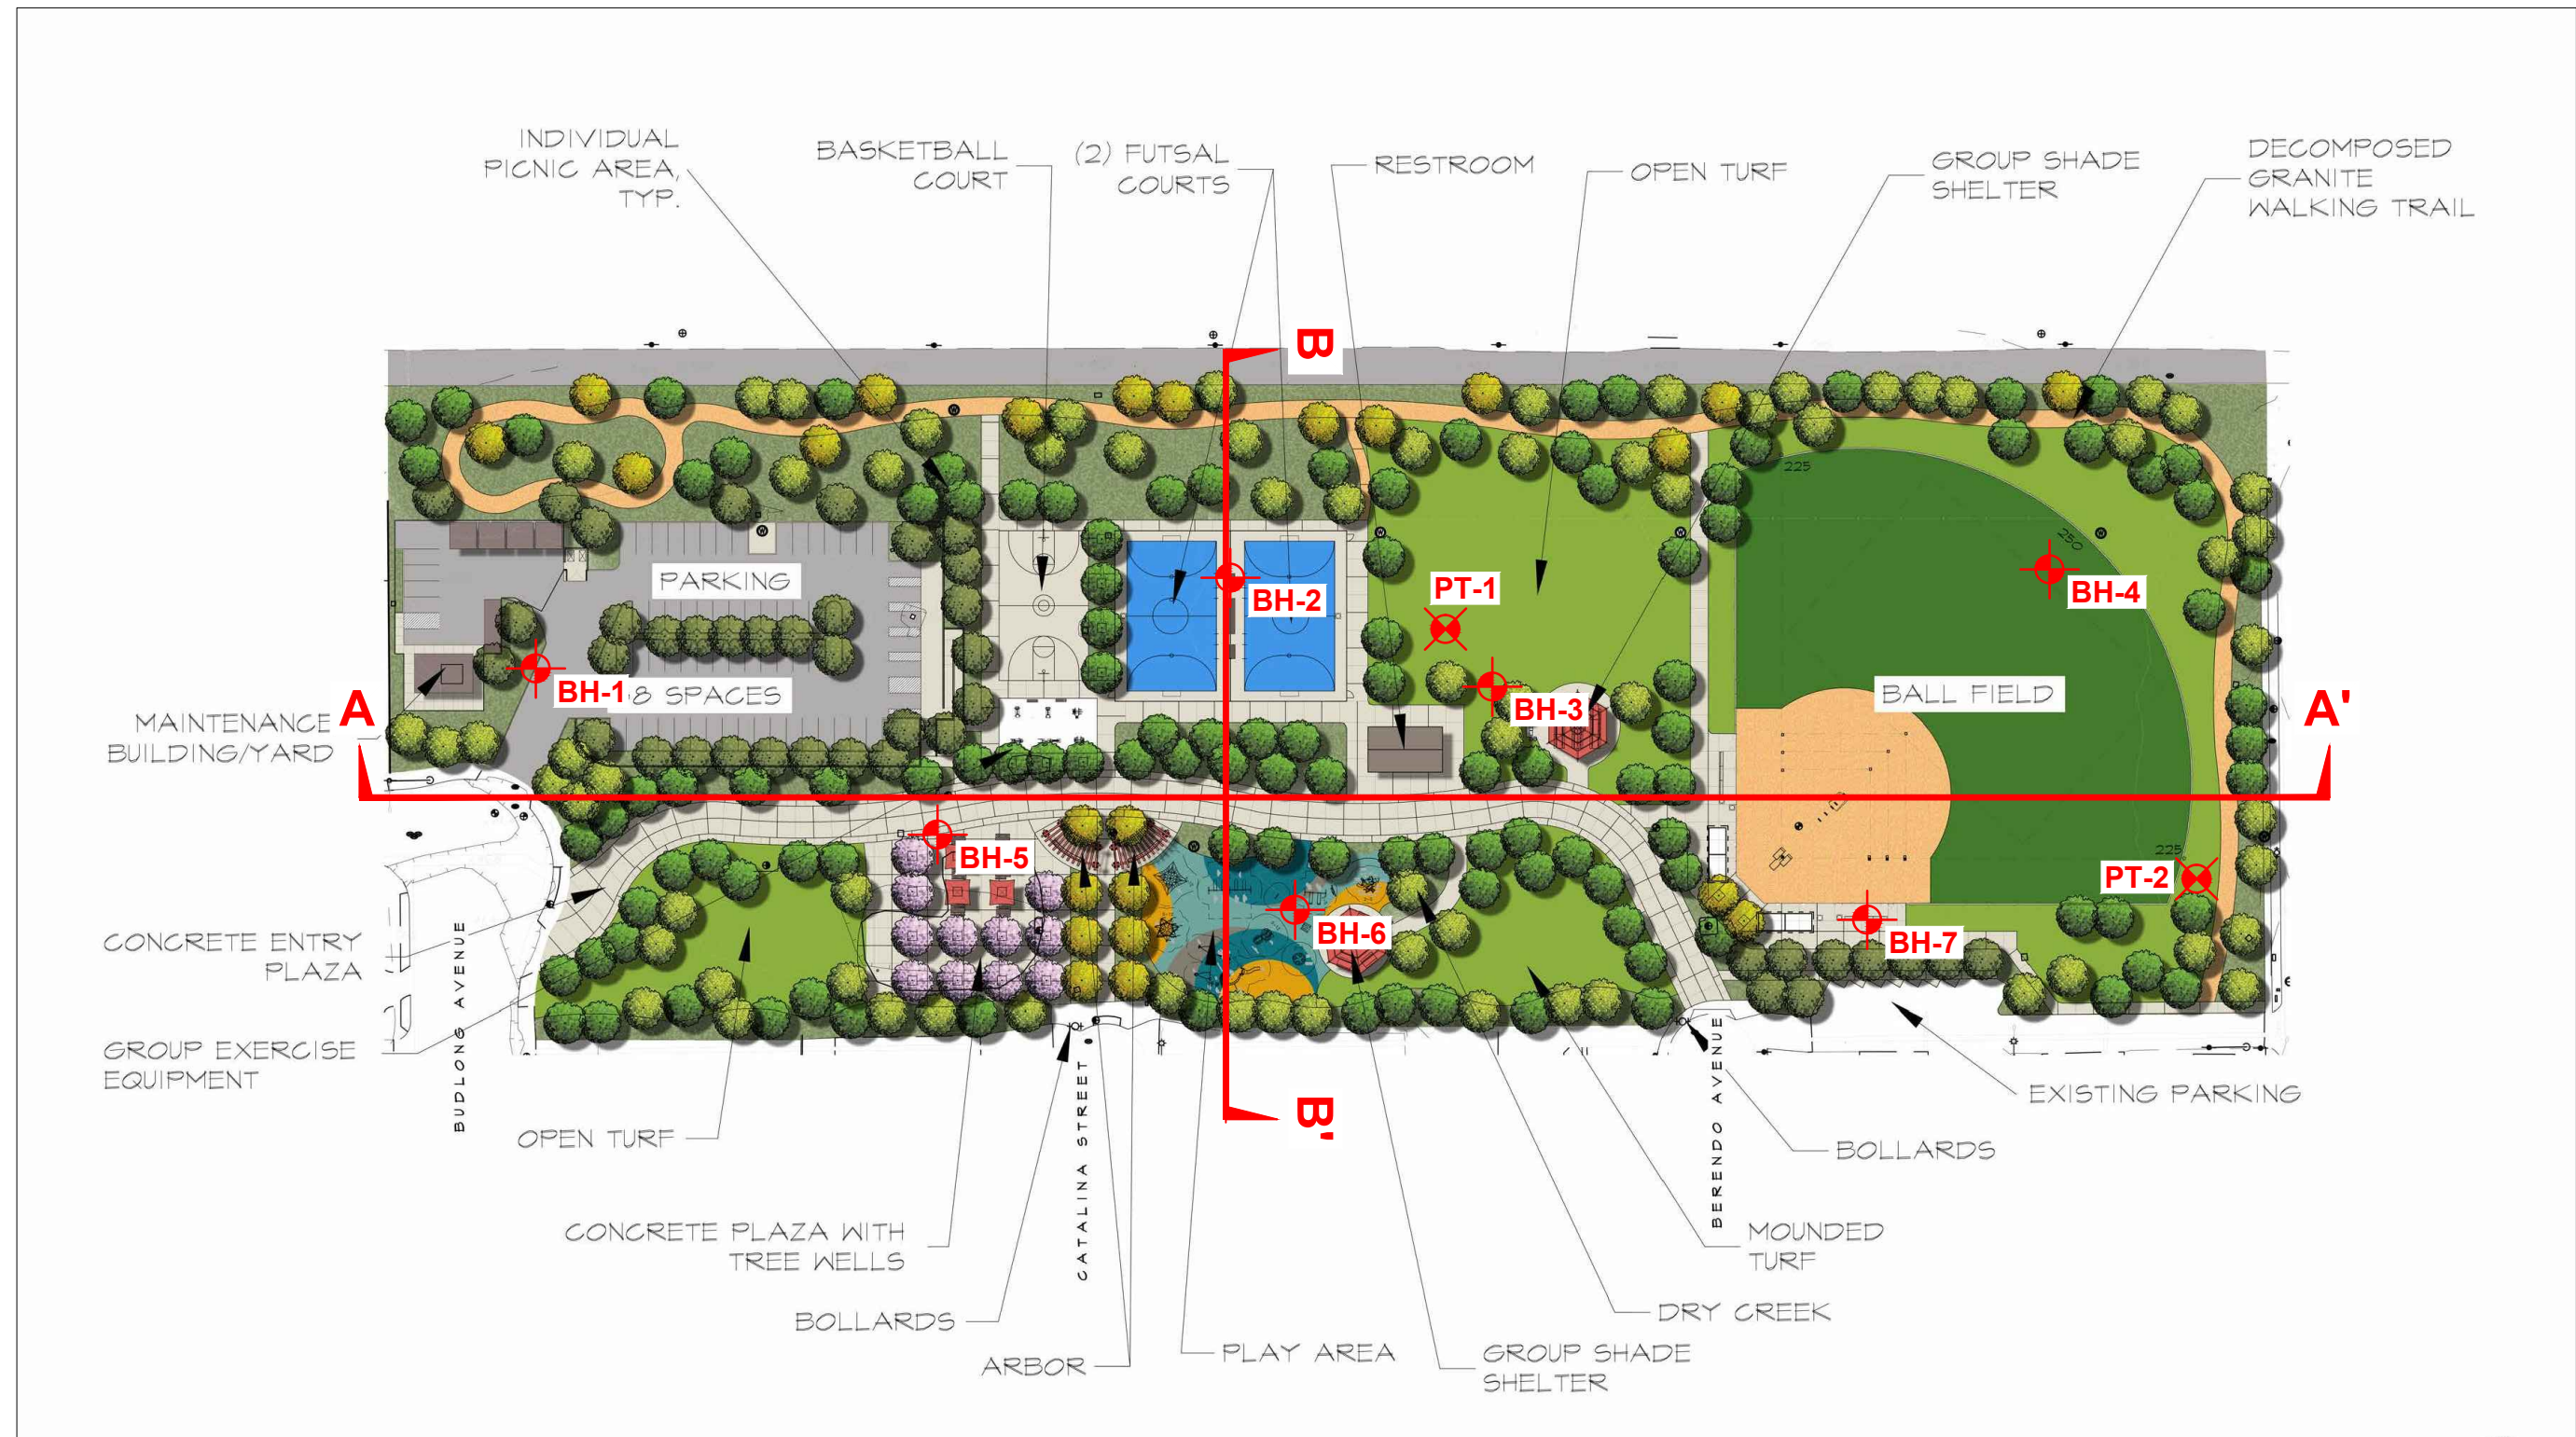 INDIVIDUAL
PICNIC AREA,
TYP.
BASKETBALL
COURT
(2) FUTSAL
COURTS
RESTROOM
OPEN TURF
GROUP SHADE
SHELTER
DECOMPOSED
GRANITE
WALKING TRAIL
B
225
250
PARKING
BH-2
PT-1
BH-4
BH-1
8 SPACES
BH-3
BALL FIELD
A
A'
MAINTENANCE
BUILDING/YARD
BH-5
225
PT-2
BH-6
BH-7
CONCRETE ENTRY
PLAZA
BUDLONG AVENUE
GROUP EXERCISE
EQUIPMENT
CATALINA STREET
B'
BERENDO AVENUE
EXISTING PARKING
OPEN TURF
BOLLARDS
CONCRETE PLAZA WITH
TREE WELLS
MOUNDED
TURF
BOLLARDS
DRY CREEK
ARBOR
PLAY AREA
GROUP SHADE
SHELTER